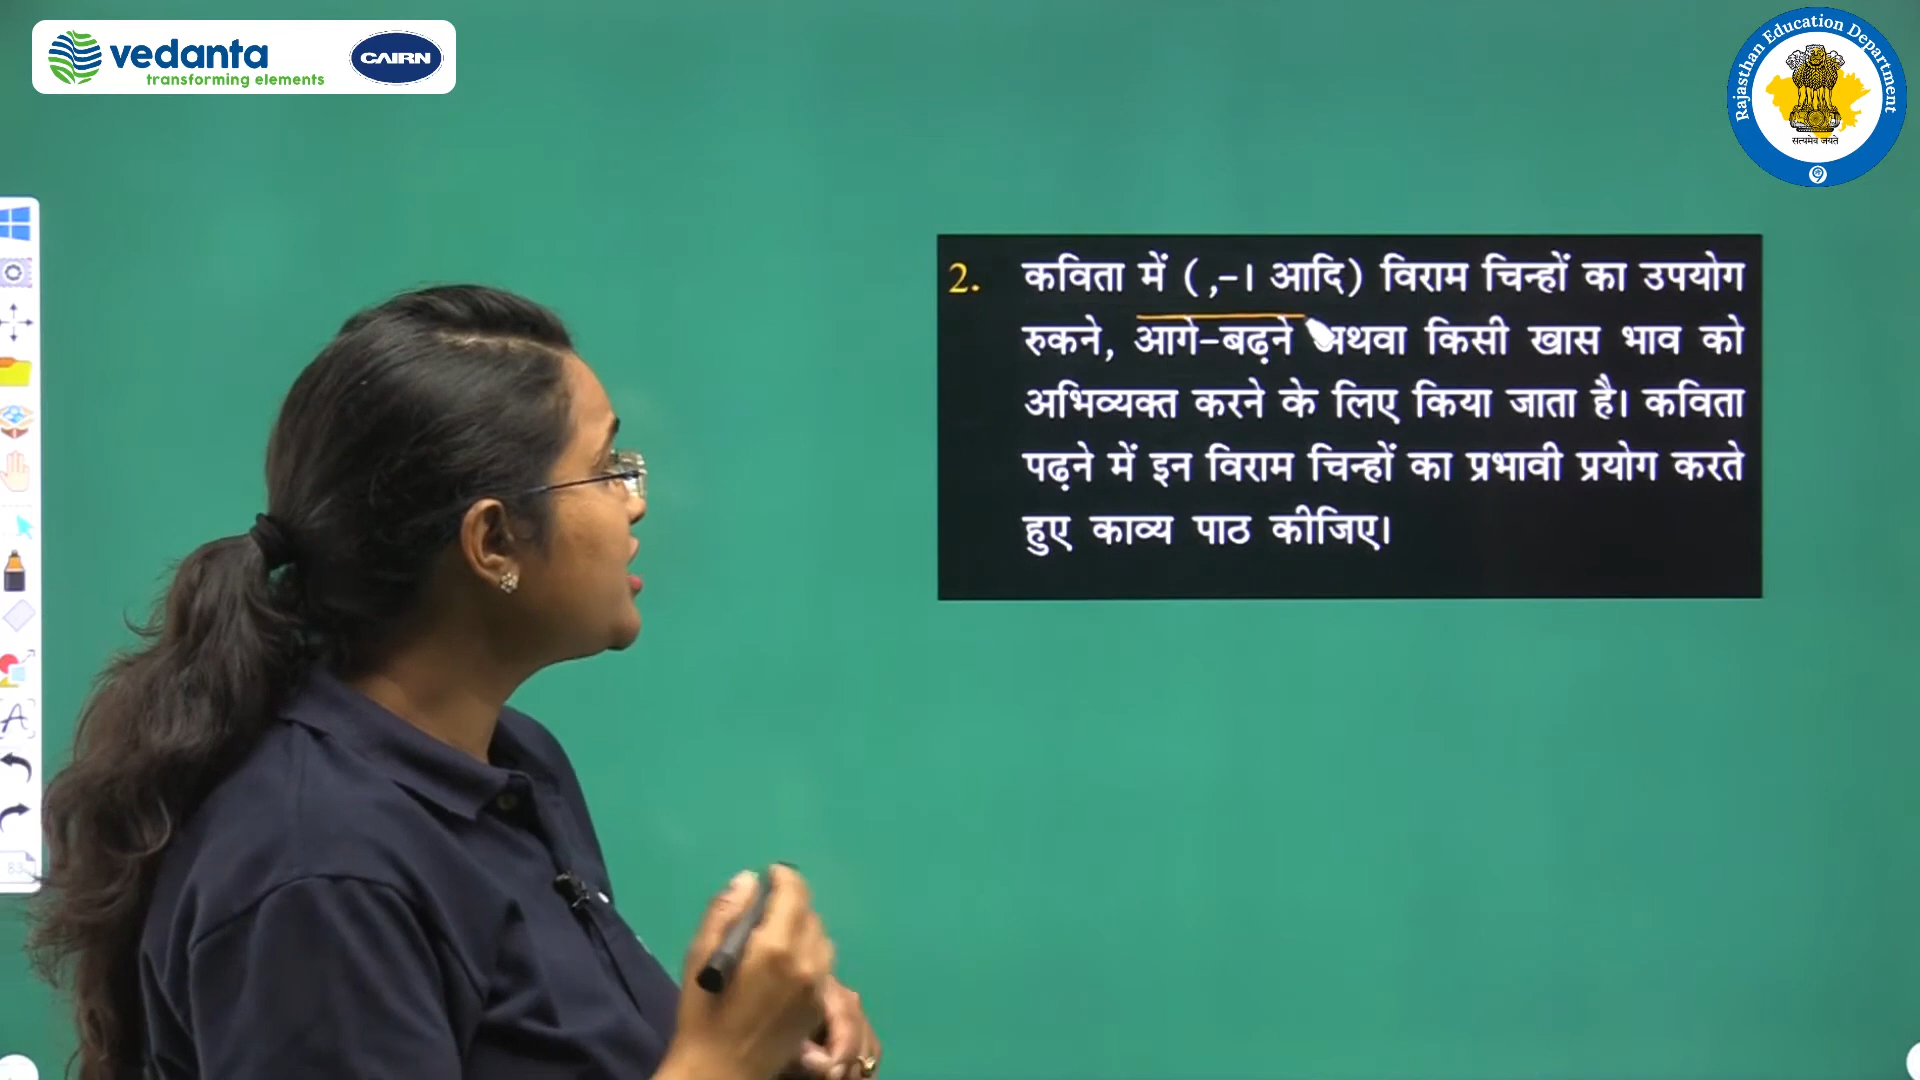 vedanta
transforming elements
CAIRN
Rajasthan Education Department
सत्यमेव जयते
2. कविता में (,–। आदि) विराम चिन्हों का उपयोग
रुकने, आगे–बढ़ने अथवा किसी खास भाव को
अभिव्यक्त करने के लिए किया जाता है। कविता
पढ़ने में इन विराम चिन्हों का प्रभावी प्रयोग करते
हुए काव्य पाठ कीजिए।